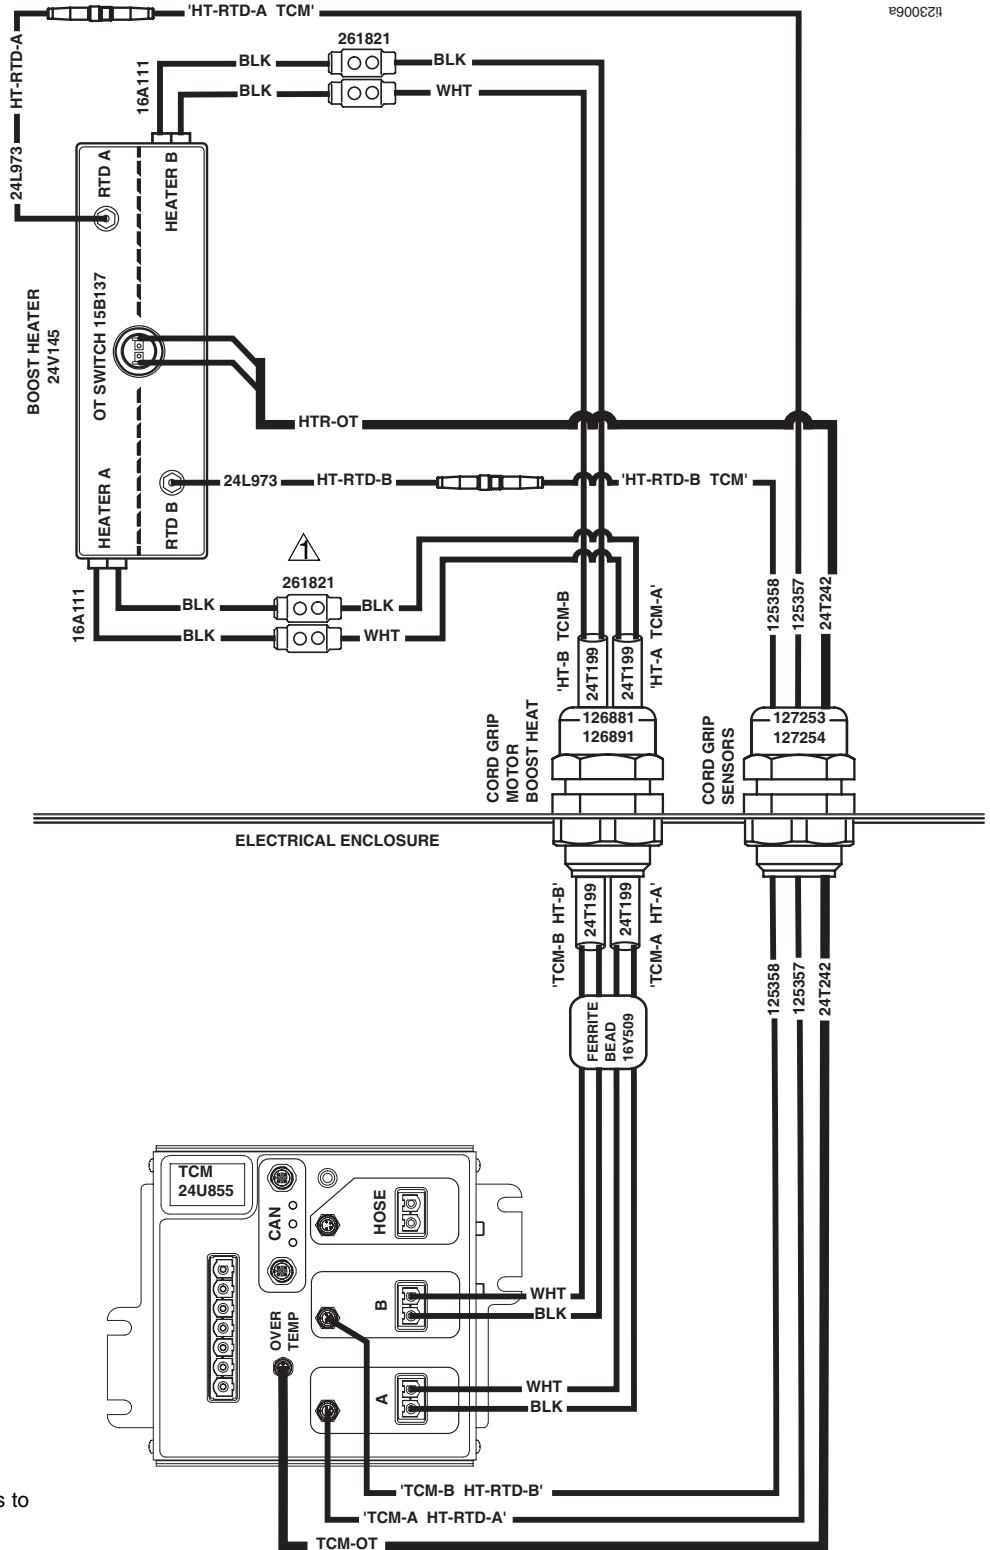 'HT-RTD-A TCM'
ti23006a
HT-RTD-A
24L973
261821
BLK
BLK
BLK
WHT
16A111
RTD A
HEATER B
BOOST HEATER
24V145
OT SWITCH 15B137
HTR-OT
HEATER A
RTD B
24L973
HT-RTD-B
'HT-RTD-B TCM'
1
261821
BLK
BLK
BLK
WHT
16A111
125358
125357
24T242
'HT-B TCM-B
24T199
24T199
'HT-A TCM-A'
CORD GRIP
MOTOR
BOOST HEAT
126881
126891
CORD GRIP
SENSORS
127253
127254
ELECTRICAL ENCLOSURE
'TCM-B HT-B'
24T199
24T199
'TCM-A HT-A'
125358
125357
24T242
FERRITE
BEAD
16Y509
TCM
24U855
CAN
HOSE
B
WHT
BLK
OVER
TEMP
A
WHT
BLK
'TCM-B HT-RTD-B'
'TCM-A HT-RTD-A'
TCM-OT
s to